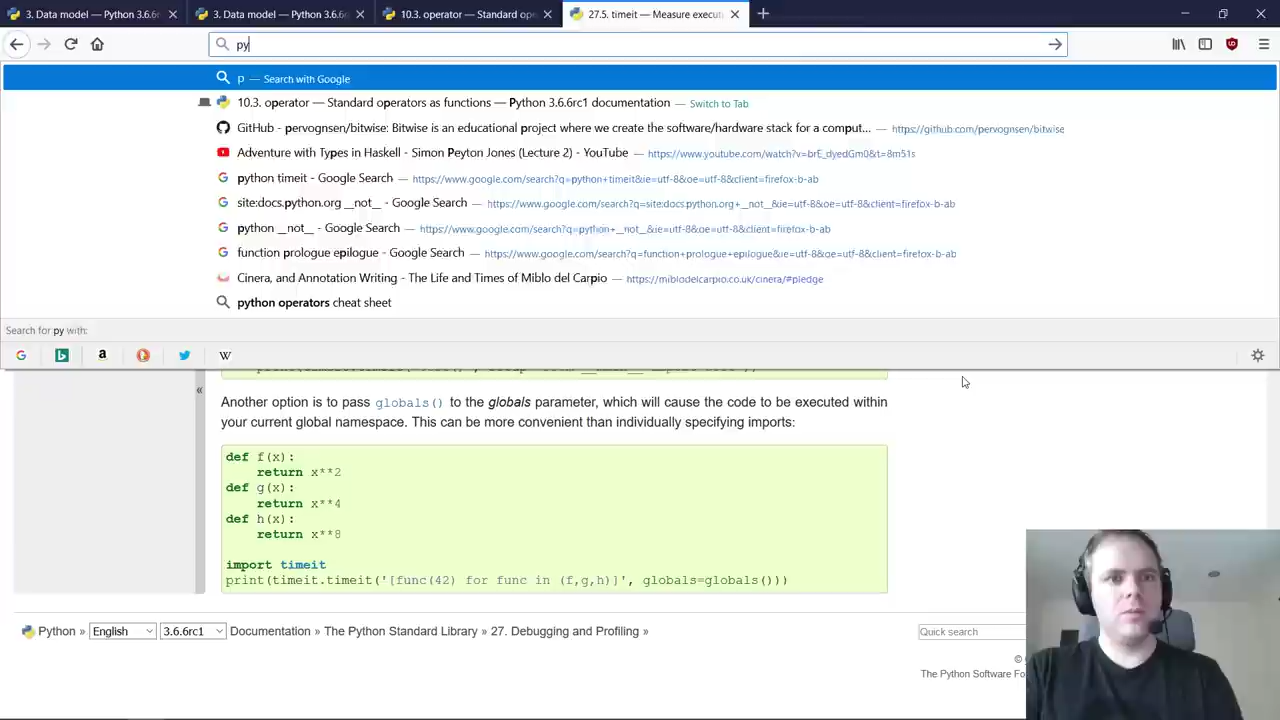 3. Data model — Python 3.6.6r
3. Data model — Python 3.6.6r
10.3. operator — Standard ope
27.5. timeit — Measure execut
py
p — Search with Google
10.3. operator — Standard operators as functions — Python 3.6.6rc1 documentation — Switch to Tab
GitHub - pervognsen/bitwise: Bitwise is an educational project where we create the software/hardware stack for a comput... — https://github.com/pervognsen/bitwise
Adventure with Types in Haskell - Simon Peyton Jones (Lecture 2) - YouTube — https://www.youtube.com/watch?v=brE_dyedGm0&t=8m51s
python timeit - Google Search — https://www.google.com/search?q=python+timeit&ie=utf-8&oe=utf-8&client=firefox-b-ab
site:docs.python.org __not__ - Google Search — https://www.google.com/search?q=site:docs.python.org+__not__&ie=utf-8&oe=utf-8&client=firefox-b-ab
python __not__ - Google Search — https://www.google.com/search?q=python+__not__&ie=utf-8&oe=utf-8&client=firefox-b-ab
function prologue epilogue - Google Search — https://www.google.com/search?q=function+prologue+epilogue&ie=utf-8&oe=utf-8&client=firefox-b-ab
Cinera, and Annotation Writing - The Life and Times of Miblo del Carpio — https://miblodelcarpio.co.uk/cinera/#pledge
python operators cheat sheet
Search for py with:
a
W
«
Another option is to pass globals() to the globals parameter, which will cause the code to be executed within
your current global namespace. This can be more convenient than individually specifying imports:
def f(x):
    return x**2
def g(x):
    return x**4
def h(x):
    return x**8
import timeit
print(timeit.timeit('[func(42) for func in (f,g,h)]', globals=globals()))
Python » English 3.6.6rc1 Documentation » The Python Standard Library » 27. Debugging and Profiling »
Quick search
©
The Python Software Fo